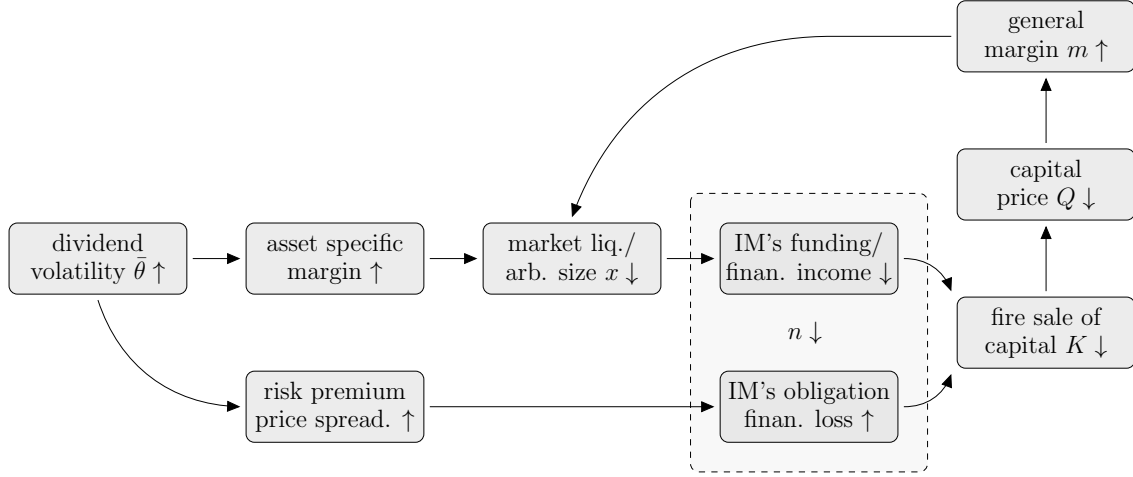 general
margin m ↑
capital
price Q ↓
dividend
volatility θ̄ ↑
asset specific
margin ↑
market liq./
arb. size x ↓
IM's funding/
finan. income ↓
n ↓
fire sale of
capital K ↓
risk premium
price spread. ↑
IM's obligation
finan. loss ↑